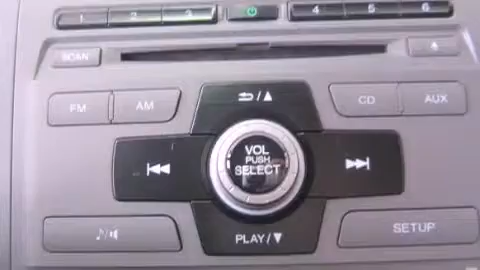 1 2 3 4 5 6
SCAN
FM AM CD AUX
VOL
PUSH
SELECT
PLAY/▼ SETUP